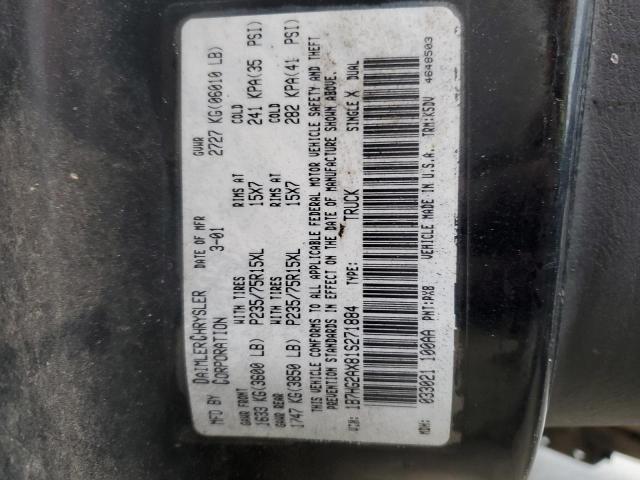 MFD BY DAIMLERCHRYSLER CORPORATION DATE OF MFR 3-01 GVWR 2727 KG(06010 LB)
GAWR FRONT WITH TIRES RIMS AT COLD
1633 KG(3600 LB) P235/75R15XL 15X7 241 KPA(35 PSI)
GAWR REAR WITH TIRES RIMS AT COLD
1747 KG(3850 LB) P235/75R15XL 15X7 282 KPA(41 PSI)
THIS VEHICLE CONFORMS TO ALL APPLICABLE FEDERAL MOTOR VEHICLE SAFETY AND THEFT
PREVENTION STANDARDS IN EFFECT ON THE DATE OF MANUFACTURE SHOWN ABOVE.
VIN: 1B7HG2AX81S271884 TYPE: TRUCK SINGLE X DUAL
MDH: 033021 100AA PNT: PXB VEHICLE MADE IN U.S.A. TRM: K5DV 4648503